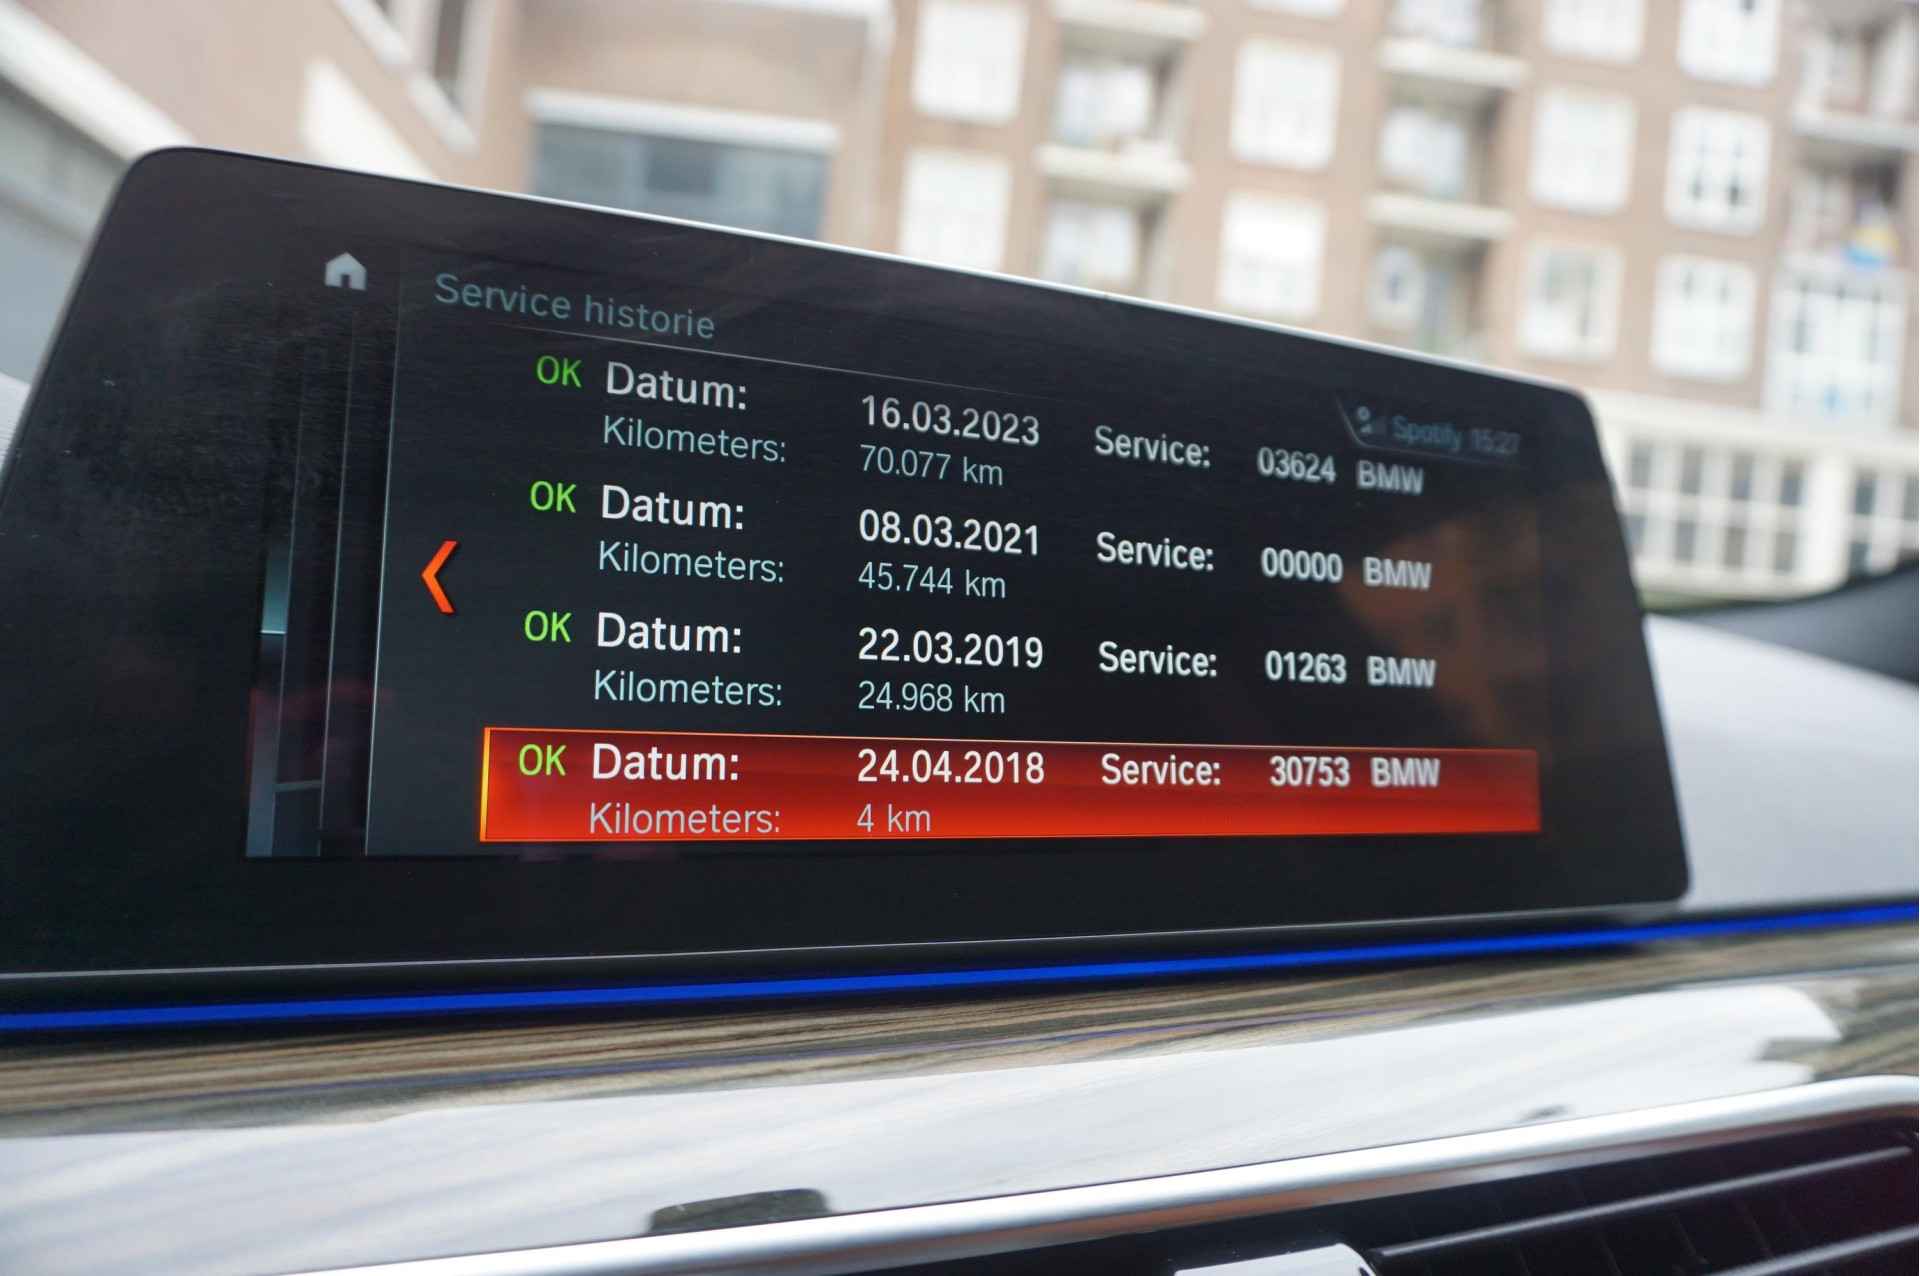 Service historie
Spotify 15:27
OK Datum: 16.03.2023 Service: 03624 BMW
Kilometers: 70.077 km
OK Datum: 08.03.2021 Service: 00000 BMW
Kilometers: 45.744 km
OK Datum: 22.03.2019 Service: 01263 BMW
Kilometers: 24.968 km
OK Datum: 24.04.2018 Service: 30753 BMW
Kilometers: 4 km